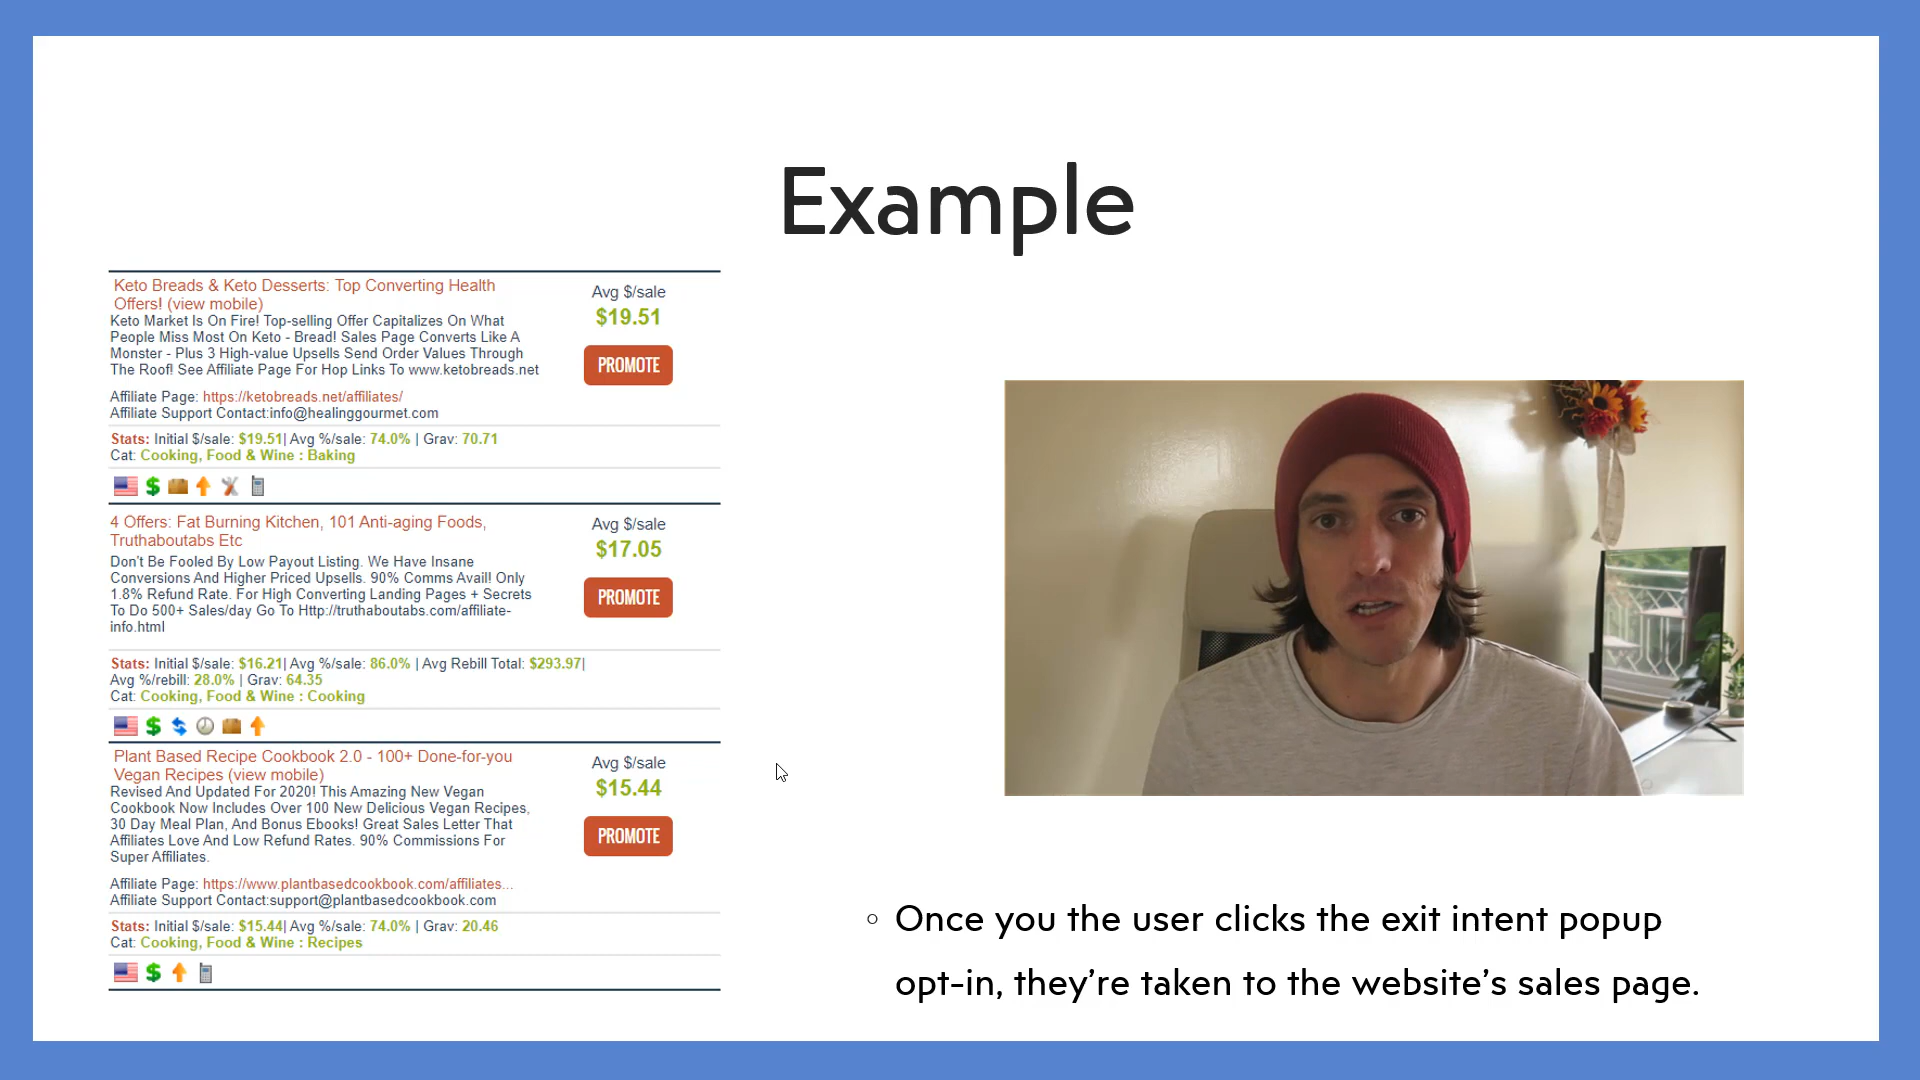 Example
Keto Breads & Keto Desserts: Top Converting Health
Offers! (view mobile)
Keto Market Is On Fire! Top-selling Offer Capitalizes On What
People Miss Most On Keto - Bread! Sales Page Converts Like A
Monster - Plus 3 High-value Upsells Send Order Values Through
The Roof! See Affiliate Page For Hop Links To www.ketobreads.net
Avg $/sale
$19.51
PROMOTE
Affiliate Page: https://ketobreads.net/affiliates/
Affiliate Support Contact:info@healinggourmet.com
Stats: Initial $/sale: $19.51| Avg %/sale: 74.0% | Grav: 70.71
Cat: Cooking, Food & Wine : Baking
4 Offers: Fat Burning Kitchen, 101 Anti-aging Foods,
Truthaboutabs Etc
Don't Be Fooled By Low Payout Listing. We Have Insane
Conversions And Higher Priced Upsells. 90% Comms Avail! Only
1.8% Refund Rate. For High Converting Landing Pages + Secrets
To Do 500+ Sales/day Go To Http://truthaboutabs.com/affiliate-
info.html
Avg $/sale
$17.05
PROMOTE
Stats: Initial $/sale: $16.21| Avg %/sale: 86.0% | Avg Rebill Total: $293.97|
Avg %/rebill: 28.0% | Grav: 64.35
Cat: Cooking, Food & Wine : Cooking
Plant Based Recipe Cookbook 2.0 - 100+ Done-for-you
Vegan Recipes (view mobile)
Revised And Updated For 2020! This Amazing New Vegan
Cookbook Now Includes Over 100 New Delicious Vegan Recipes,
30 Day Meal Plan, And Bonus Ebooks! Great Sales Letter That
Affiliates Love And Low Refund Rates. 90% Commissions For
Super Affiliates.
Avg $/sale
$15.44
PROMOTE
Affiliate Page: https://www.plantbasedcookbook.com/affiliates...
Affiliate Support Contact:support@plantbasedcookbook.com
Stats: Initial $/sale: $15.44| Avg %/sale: 74.0% | Grav: 20.46
Cat: Cooking, Food & Wine : Recipes
Once you the user clicks the exit intent popup
opt-in, they’re taken to the website’s sales page.